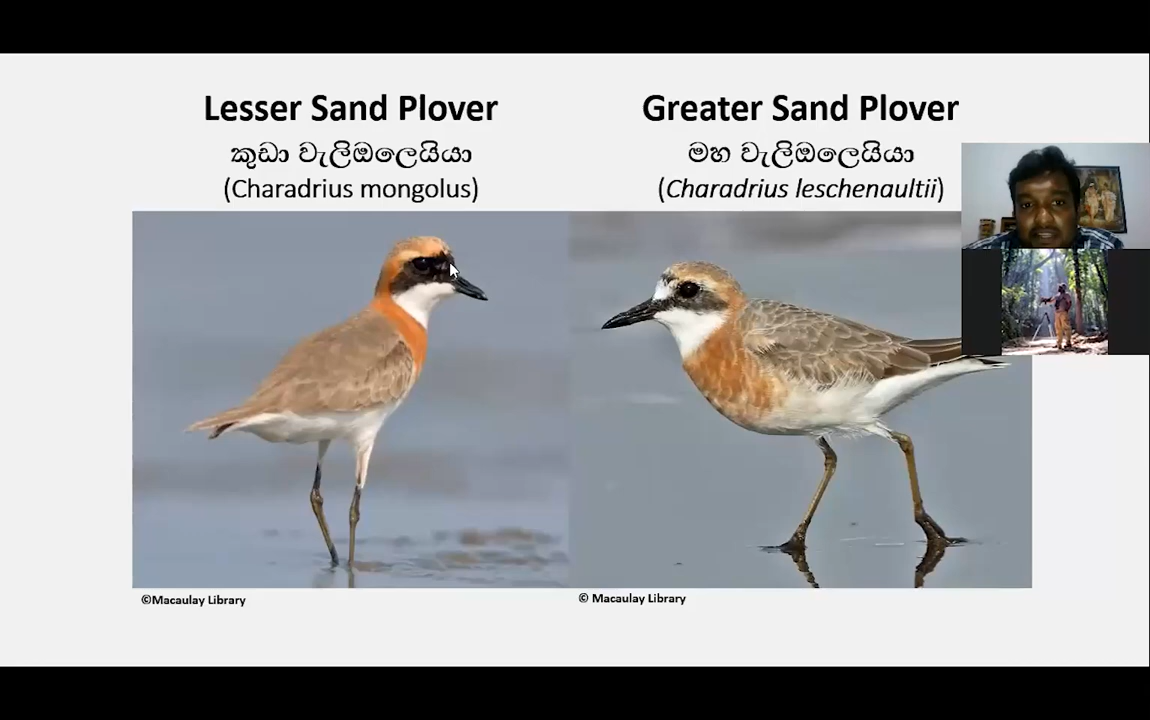 Lesser Sand Plover
කුඩා වැලිඔලෙයියා
(Charadrius mongolus)
©Macaulay Library
Greater Sand Plover
මහ වැලිඔලෙයියා
(Charadrius leschenaultii)
© Macaulay Library